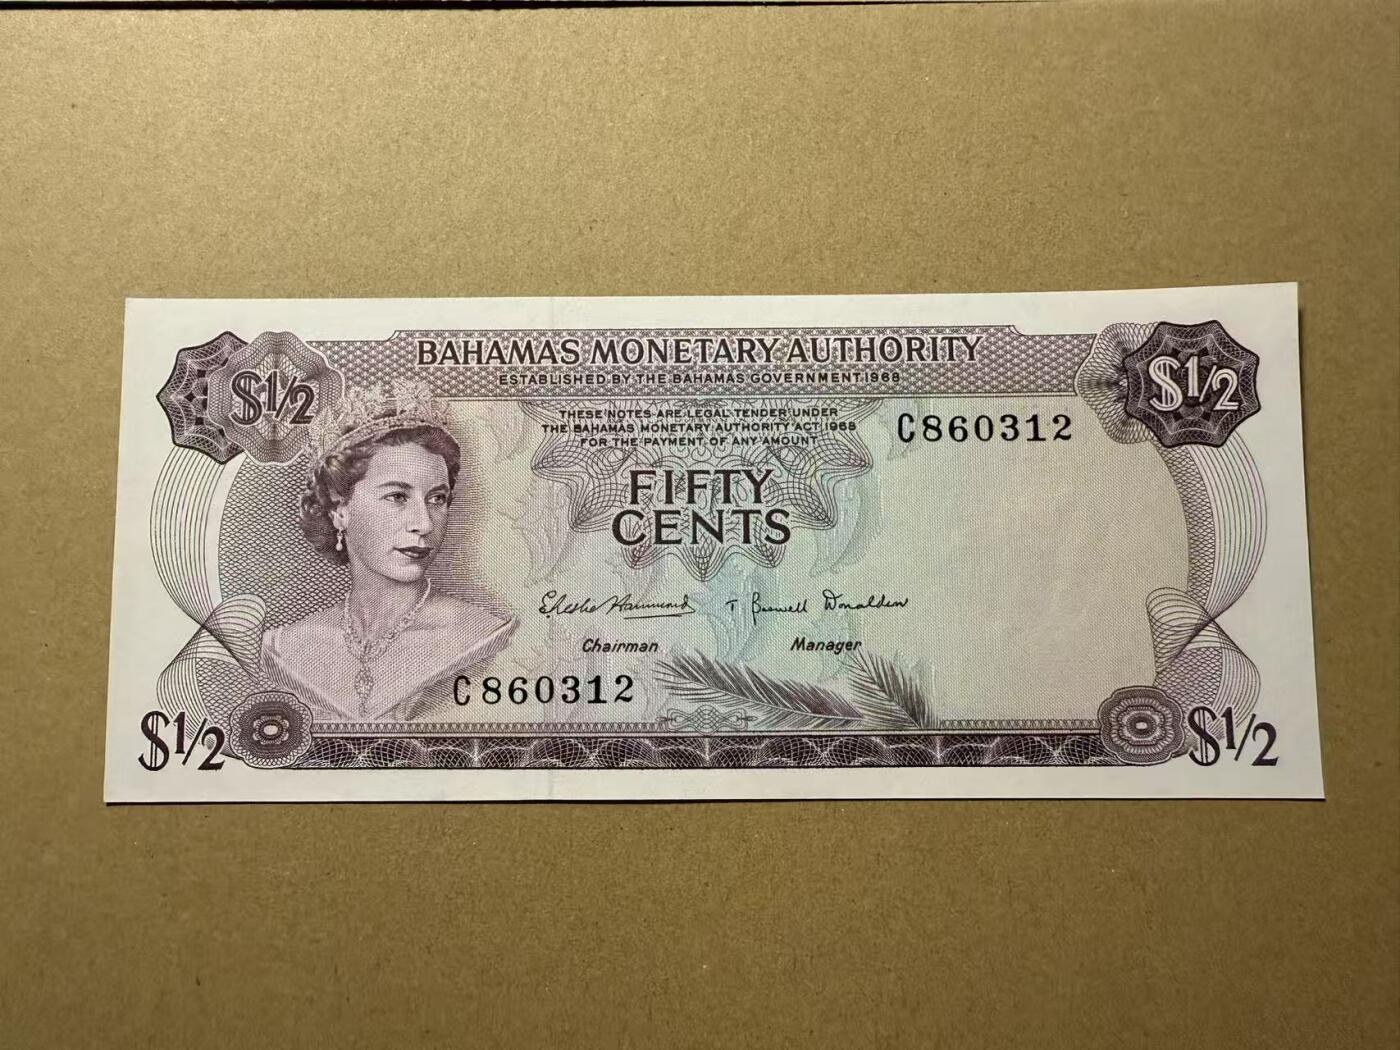 BAHAMAS MONETARY AUTHORITY
ESTABLISHED BY THE BAHAMAS GOVERNMENT 1968
$1/2
$1/2
THESE NOTES ARE LEGAL TENDER UNDER
THE BAHAMAS MONETARY AUTHORITY ACT 1968
FOR THE PAYMENT OF ANY AMOUNT
C860312
FIFTY
CENTS
T Baswell Donaldson
Chairman Manager
C860312
$1/2
$1/2